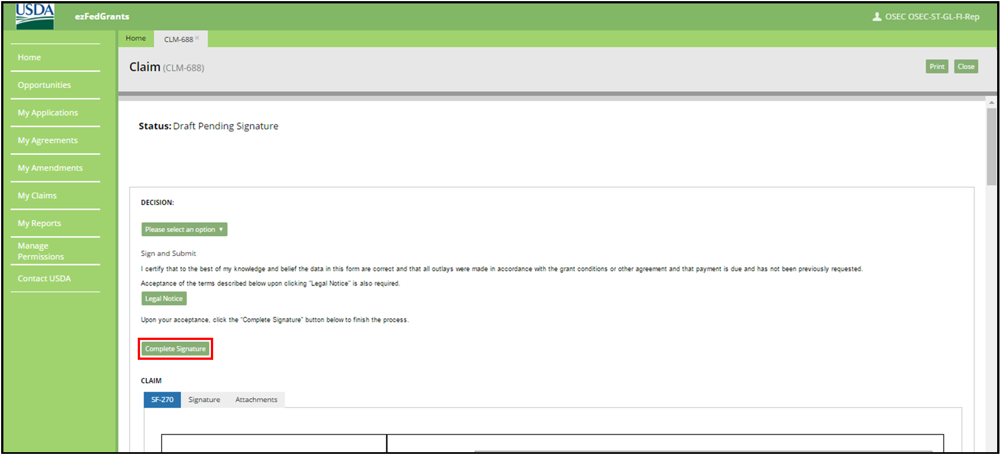 USDA
ezFedGrants
OSEC OSEC-ST-GL-FI-Rep
Home
Opportunities
My Applications
My Agreements
My Amendments
My Claims
My Reports
Manage
Permissions
Contact USDA
Home
CLM-688
Claim (CLM-688)
Print
Close
Status: Draft Pending Signature
DECISION:
Please select an option
Sign and Submit
I certify that to the best of my knowledge and belief the data in this form are correct and that all outlays were made in accordance with the grant conditions or other agreement and that payment is due and has not been previously requested.
Acceptance of the terms described below upon clicking "Legal Notice" is also required.
Legal Notice
Upon your acceptance, click the "Complete Signature" button below to finish the process.
Complete Signature
CLAIM
SF-270
Signature
Attachments